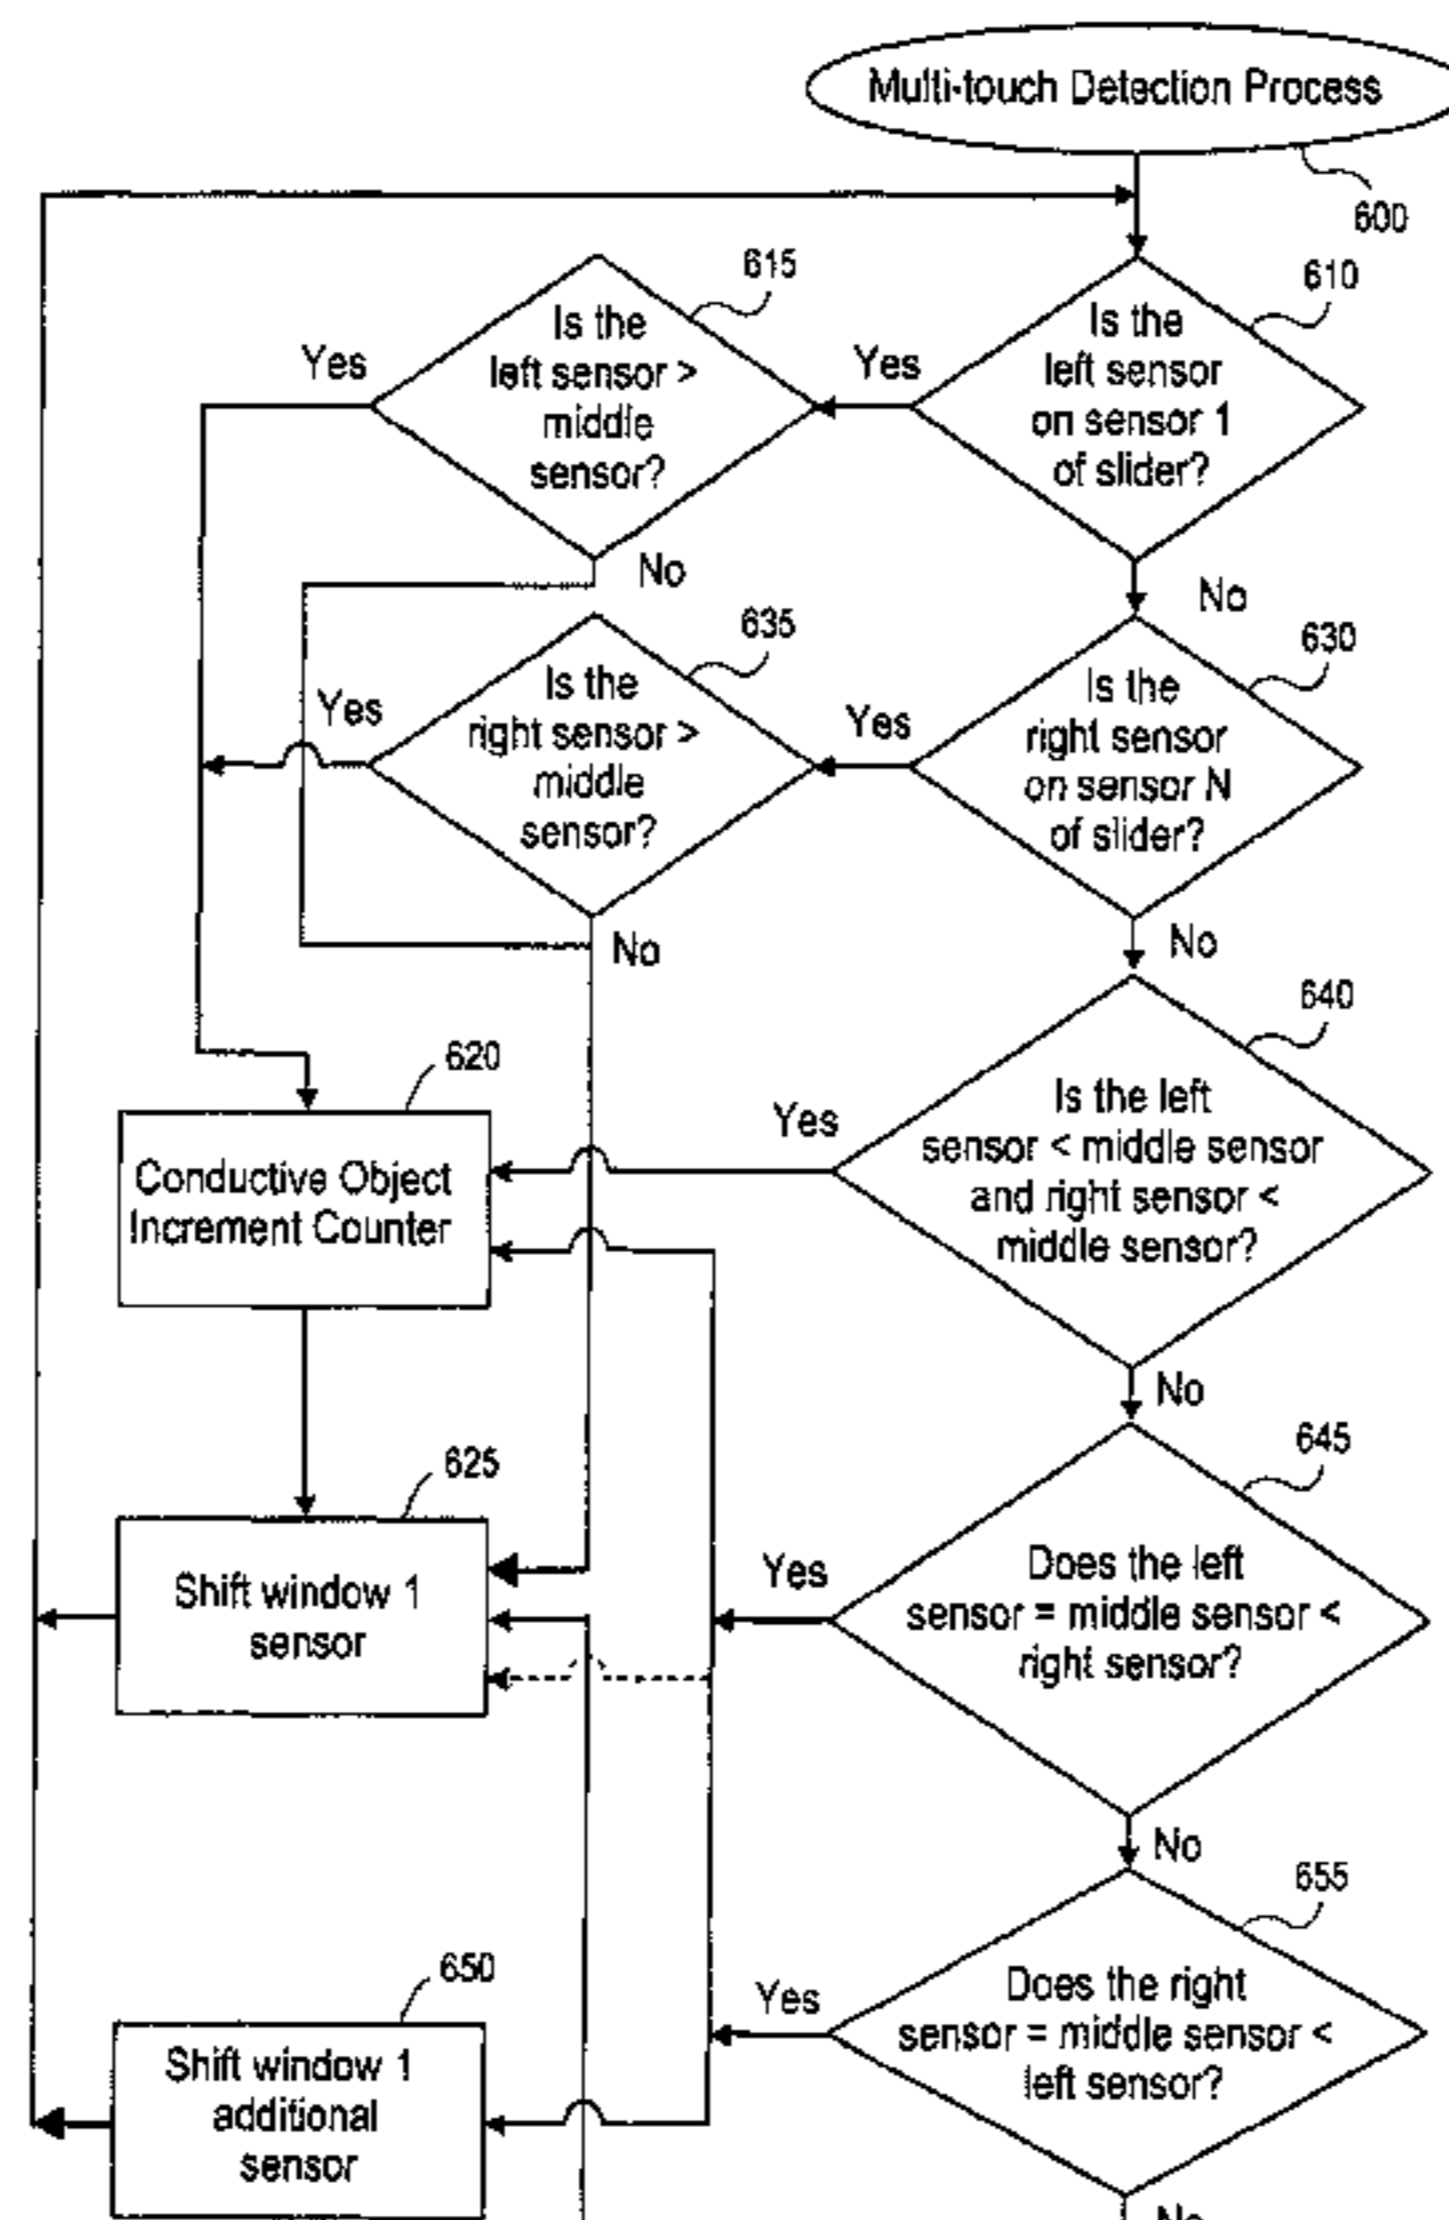 Multi-touch Detection Process
600
615
610
Is the
left sensor >
middle
sensor?
Yes
No
Is the
left sensor
on sensor 1
of slider?
Yes
No
635
630
Is the
right sensor >
middle
sensor?
Yes
No
Is the
right sensor
on sensor N
of slider?
Yes
No
640
Is the left
sensor < middle sensor
and right sensor <
middle sensor?
Yes
No
620
Conductive Object
Increment Counter
645
Does the left
sensor = middle sensor <
right sensor?
Yes
No
625
Shift window 1
sensor
655
Does the right
sensor = middle sensor <
left sensor?
Yes
No
650
Shift window 1
additional
sensor